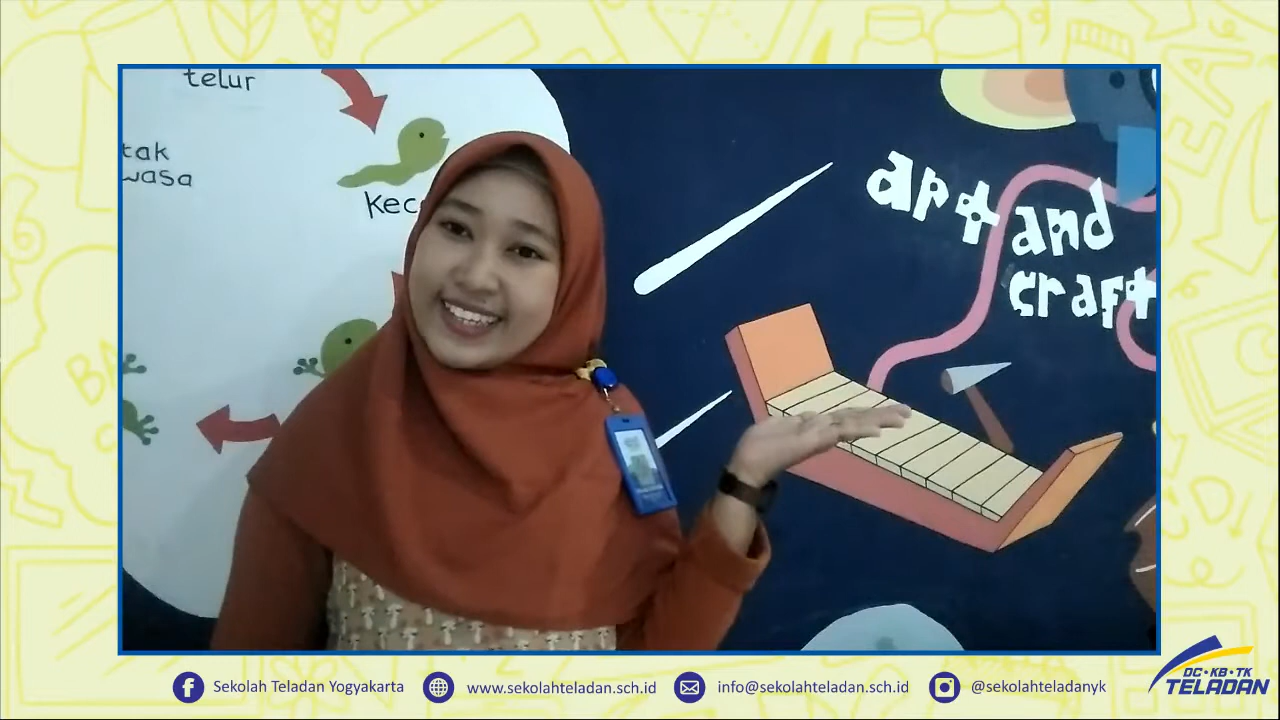 telur
tak
wasa
kec
art and
craft
Sekolah Teladan Yogyakarta
www.sekolahteladan.sch.id
info@sekolahteladan.sch.id
@sekolahteladanyk
DC•KB•TK
TELADAN